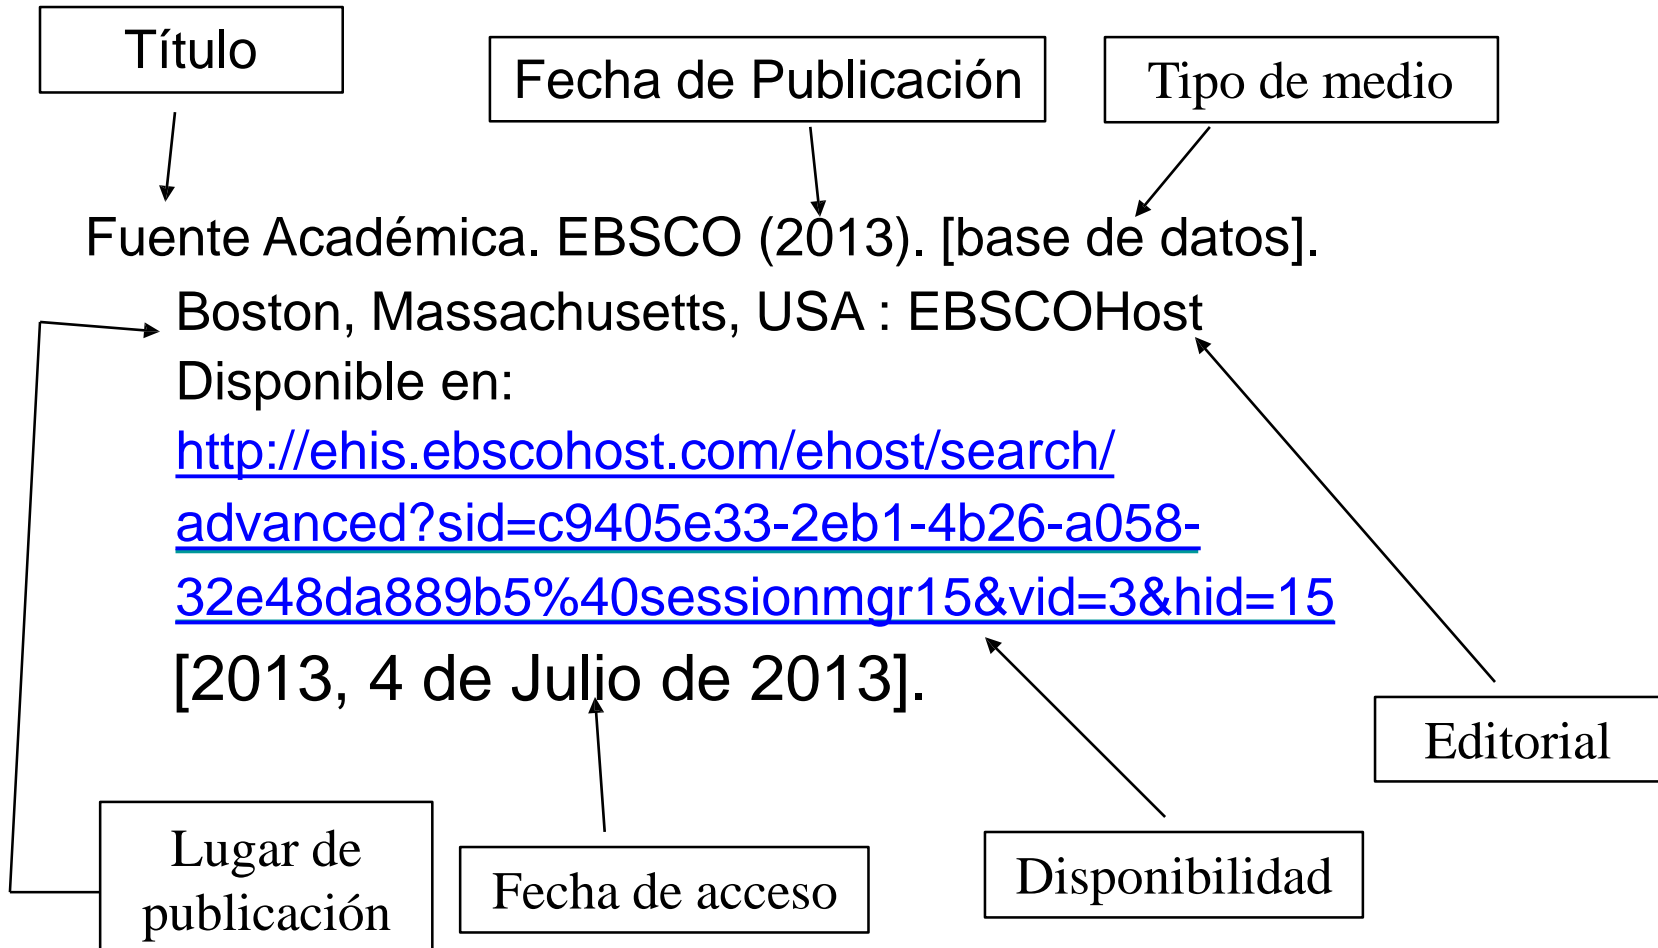 Título
Fecha de Publicación
Tipo de medio
Fuente Académica. EBSCO (2013). [base de datos].
Boston, Massachusetts, USA : EBSCOHost
Disponible en:
http://ehis.ebscohost.com/ehost/search/
advanced?sid=c9405e33-2eb1-4b26-a058-
32e48da889b5%40sessionmgr15&vid=3&hid=15
[2013, 4 de Julio de 2013].
Editorial
Lugar de
publicación
Fecha de acceso
Disponibilidad